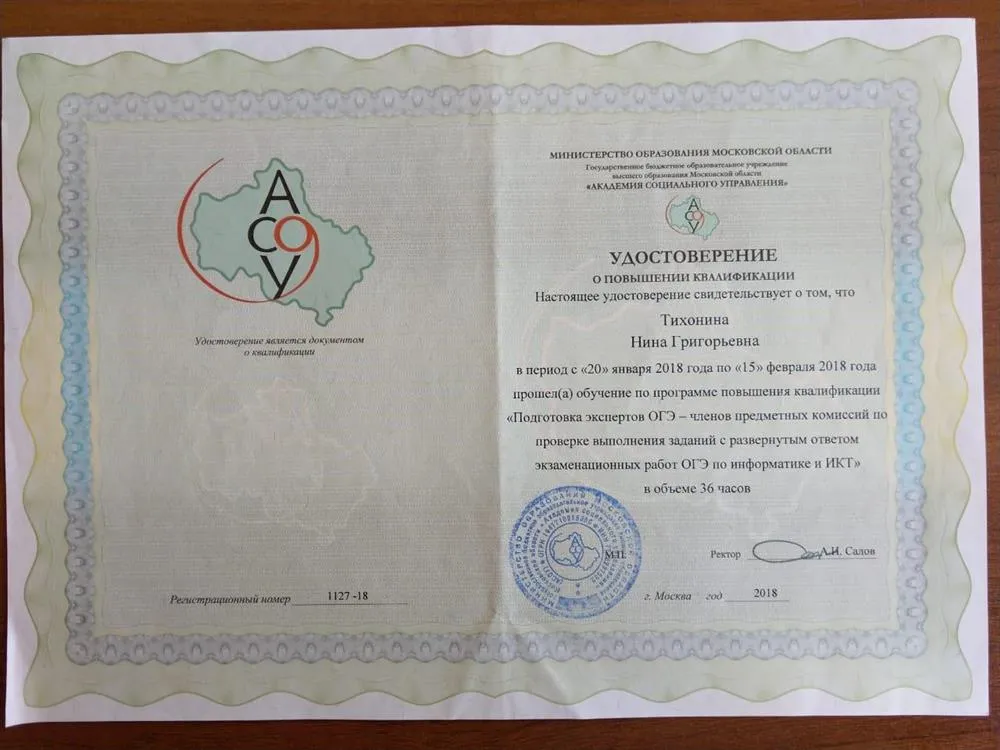 АСОУ
Удостоверение является документом
о квалификации
Регистрационный номер 1127 -18
МИНИСТЕРСТВО ОБРАЗОВАНИЯ МОСКОВСКОЙ ОБЛАСТИ
Государственное бюджетное образовательное учреждение
высшего образования Московской области
«АКАДЕМИЯ СОЦИАЛЬНОГО УПРАВЛЕНИЯ»
АСОУ
УДОСТОВЕРЕНИЕ
О ПОВЫШЕНИИ КВАЛИФИКАЦИИ
Настоящее удостоверение свидетельствует о том, что
Тихонина
Нина Григорьевна
в период с «20» января 2018 года по «15» февраля 2018 года
прошел(а) обучение по программе повышения квалификации
«Подготовка экспертов ОГЭ – членов предметных комиссий по
проверке выполнения заданий с развернутым ответом
экзаменационных работ ОГЭ по информатике и ИКТ»
в объеме 36 часов
М.П.
Ректор А.И. Салов
г. Москва год 2018